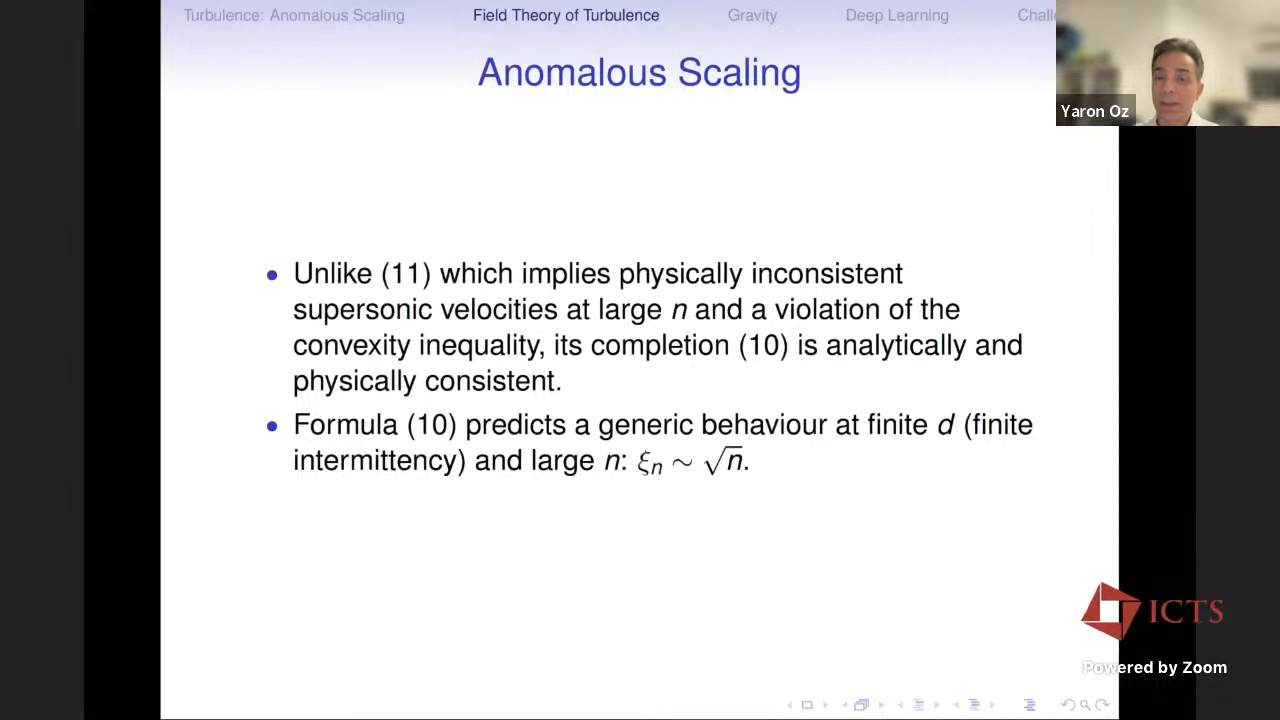 Turbulence: Anomalous Scaling Field Theory of Turbulence Gravity Deep Learning Chall
Anomalous Scaling
Yaron Oz
• Unlike (11) which implies physically inconsistent
supersonic velocities at large n and a violation of the
convexity inequality, its completion (10) is analytically and
physically consistent.
• Formula (10) predicts a generic behaviour at finite d (finite
intermittency) and large n: ξn ∼ √n.
ICTS
Powered by Zoom